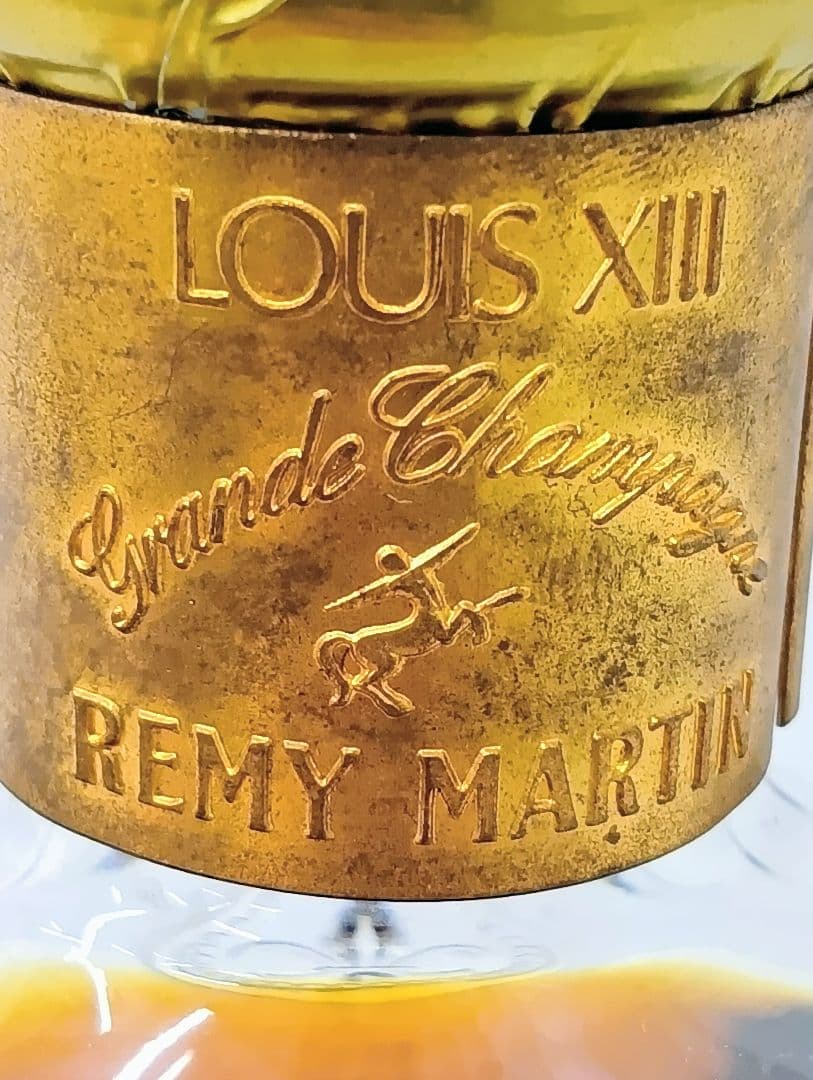 LOUIS XIII
Grande Champagne
REMY MARTIN